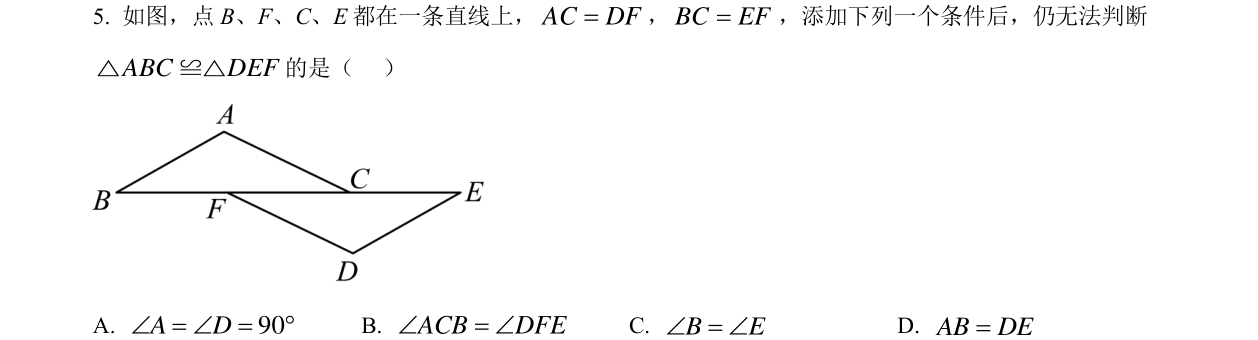 5. 如图，点 B、F、C、E 都在一条直线上， AC = DF ， BC = EF ，添加下列一个条件后，仍无法判断
△ABC ≌ △DEF 的是（　）
A
B
F
C
E
D
A. ∠A = ∠D = 90° B. ∠ACB = ∠DFE C. ∠B = ∠E D. AB = DE